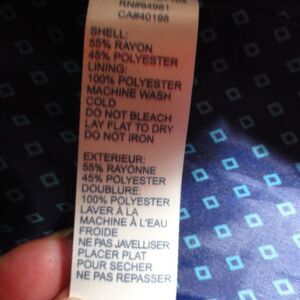 RN#94981
CA#40198
SHELL:
55% RAYON
45% POLYESTER
LINING:
100% POLYESTER
MACHINE WASH
COLD
DO NOT BLEACH
LAY FLAT TO DRY
DO NOT IRON
EXTERIEUR:
55% RAYONNE
45% POLYESTER
DOUBLURE:
100% POLYESTER
LAVER À LA
MACHINE À L'EAU
FROIDE
NE PAS JAVELLISER
PLACER PLAT
POUR SECHER
NE PAS REPASSER